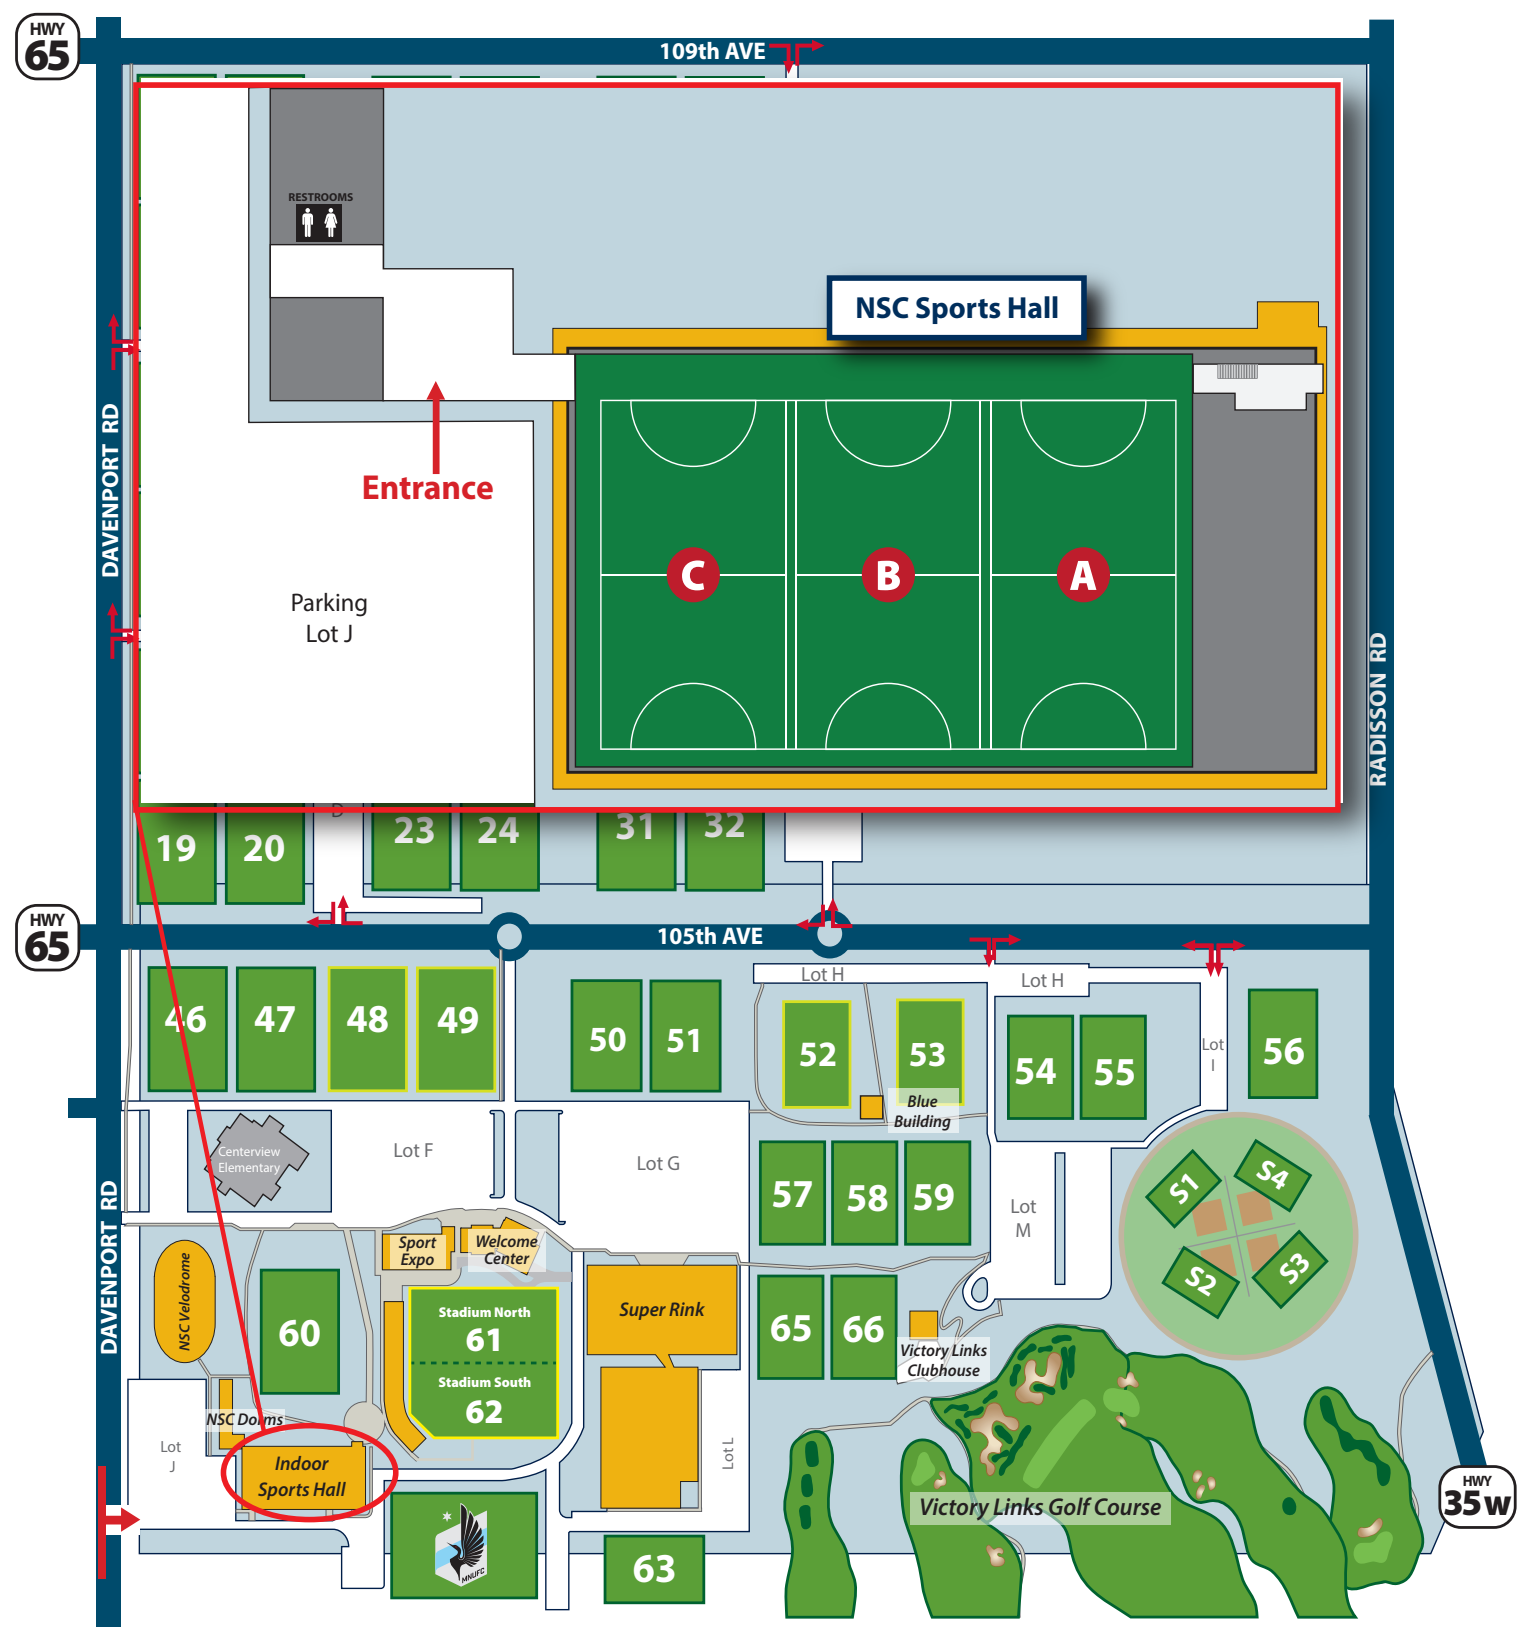 HWY
65
109th AVE
RESTROOMS
NSC Sports Hall
Entrance
DAVENPORT RD
C
B
A
Parking
Lot J
RADISSON RD
D
19
20
23
24
31
32
HWY
65
105th AVE
Lot H
Lot H
46
47
48
49
50
51
52
53
54
55
Lot
I
56
Blue
Building
Centerview
Elementary
Lot F
Lot G
57
58
59
Lot
M
S1
S4
S2
S3
DAVENPORT RD
NSC Velodrome
Sport
Expo
Welcome
Center
60
Stadium North
61
Stadium South
62
Super Rink
65
66
Victory Links
Clubhouse
NSC Dorms
Lot
J
Indoor
Sports Hall
Lot L
Victory Links Golf Course
HWY
35W
MNUFC
63